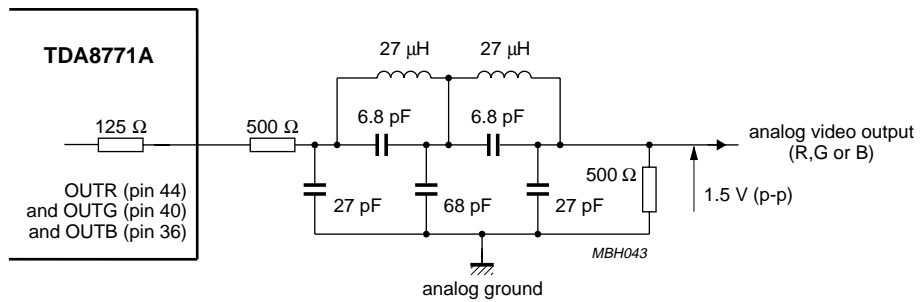 TDA8771A
27 μH
27 μH
6.8 pF
6.8 pF
125 Ω
500 Ω
analog video output
(R,G or B)
OUTR (pin 44)
and OUTG (pin 40)
and OUTB (pin 36)
27 pF
68 pF
27 pF
500 Ω
1.5 V (p-p)
MBH043
analog ground